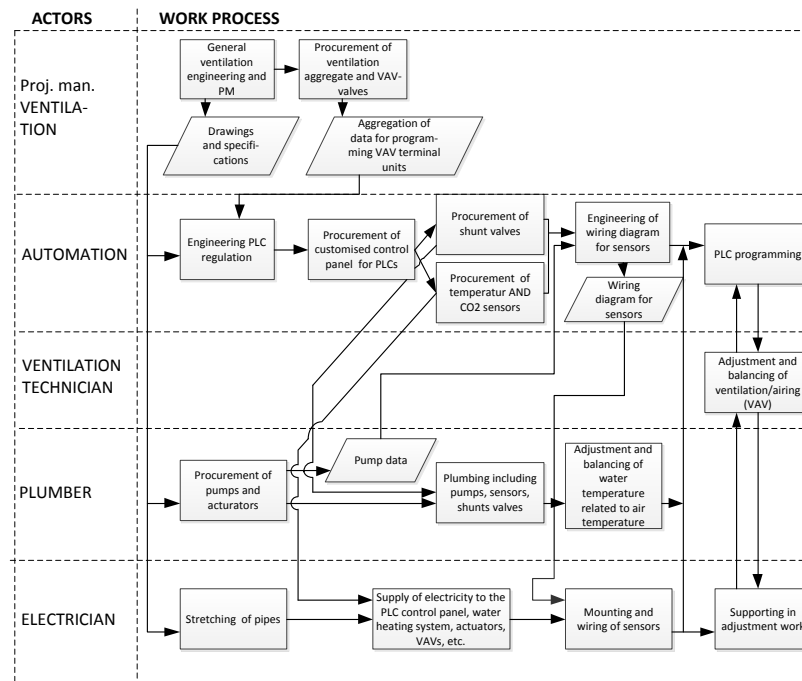 ACTORS
WORK PROCESS
Proj. man.
VENTILA-
TION
General
ventilation
engineering and
PM
Procurement of
ventilation
aggregate and VAV-
valves
Drawings
and specifi-
cations
Aggregation of
data for program-
ming VAV terminal
units
AUTOMATION
Engineering PLC
regulation
Procurement of
customised control
panel for PLCs
Procurement of
shunt valves
Procurement of
temperatur AND CO2
sensors
Engineering of
wiring diagram
for sensors
Wiring
diagram for
sensors
PLC programming
VENTILATION
TECHNICIAN
Adjustment and
balancing of
ventilation/airing
(VAV)
PLUMBER
Procurement of
pumps and
acturators
Pump data
Plumbing including
pumps, sensors,
shunts valves
Adjustment and
balancing of
water
temperature
related to air
temperature
ELECTRICIAN
Stretching of pipes
Supply of electricity to the
PLC control panel, water
heating system, actuators,
VAVs, etc.
Mounting and
wiring of sensors
Supporting in
adjustment work